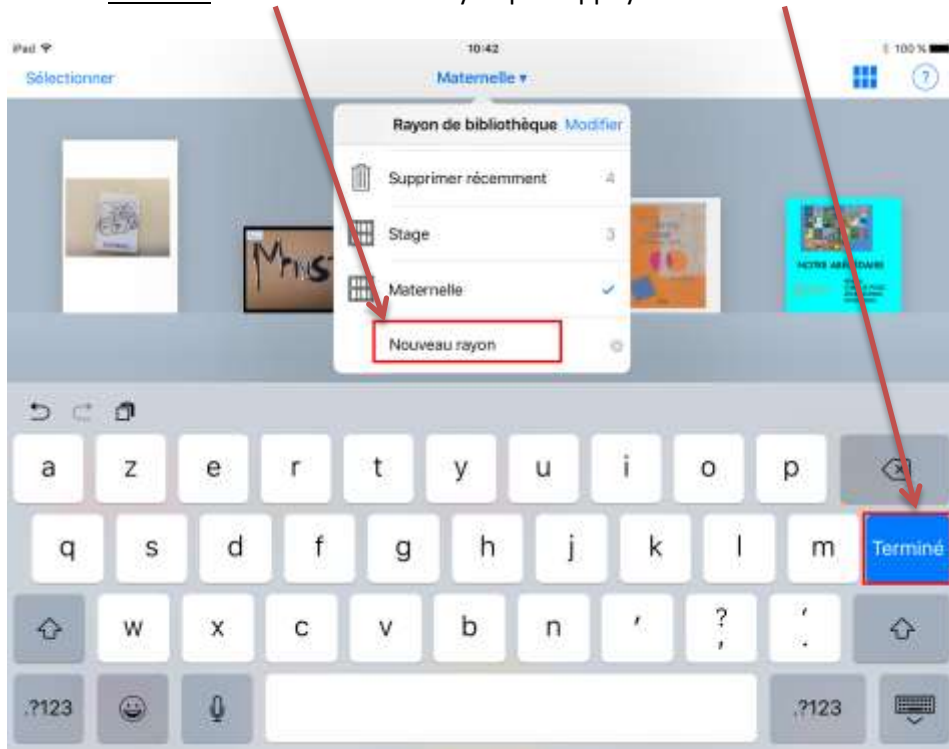 iPad 10:42 100 %
Sélectionner Maternelle ▾ ?
Rayon de bibliothèque Modifier
Supprimer récemment 4
Stage 3
Maternelle ✓
Nouveau rayon
NOTRE ABÉCÉDAIRE
a z e r t y u i o p
q s d f g h j k l m Terminé
w x c v b n ' ? , ' .
.?123 .?123